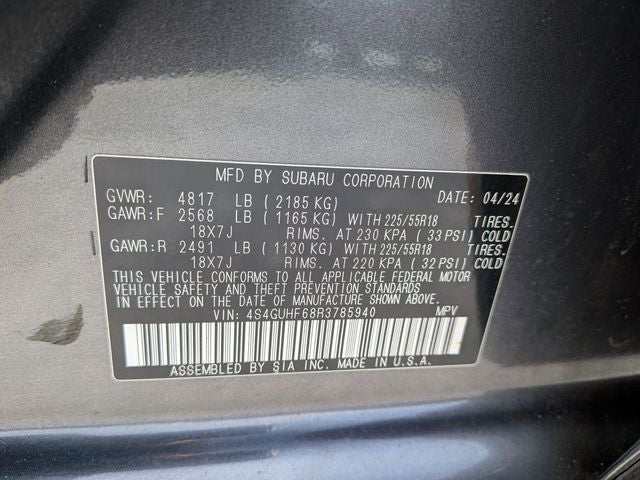 MFD BY SUBARU CORPORATION
GVWR: 4817 LB ( 2185 KG) DATE: 04/24
GAWR:F 2568 LB ( 1165 KG) WITH 225/55R18 TIRES.
18X7J RIMS. AT 230 KPA ( 33 PSI) COLD
GAWR:R 2491 LB ( 1130 KG) WITH 225/55R18 TIRES.
18X7J RIMS. AT 220 KPA ( 32 PSI) COLD
THIS VEHICLE CONFORMS TO ALL APPLICABLE FEDERAL MOTOR
VEHICLE SAFETY AND THEFT PREVENTION STANDARDS
IN EFFECT ON THE DATE OF MANUFACTURE SHOWN ABOVE.
VIN: 4S4GUHF68R3785940 MPV
ASSEMBLED BY SIA INC. MADE IN U.S.A.